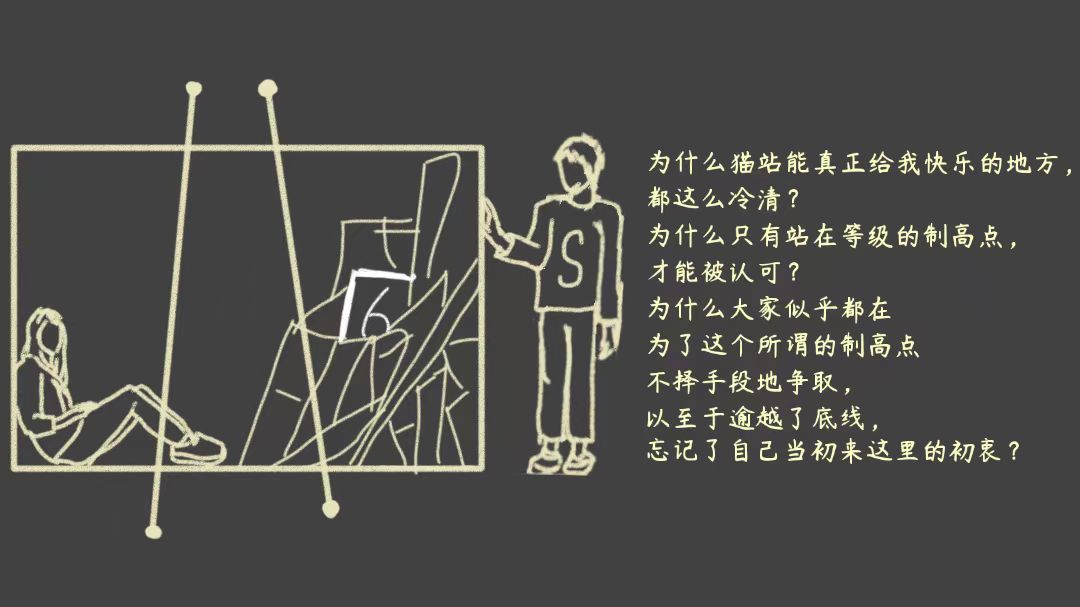 6
S
为什么猫站能真正给我快乐的地方，
都这么冷清？
为什么只有站在等级的制高点，
才能被认可？
为什么大家似乎都在
为了这个所谓的制高点
不择手段地争取，
以至于逾越了底线，
忘记了自己当初来这里的初衷？